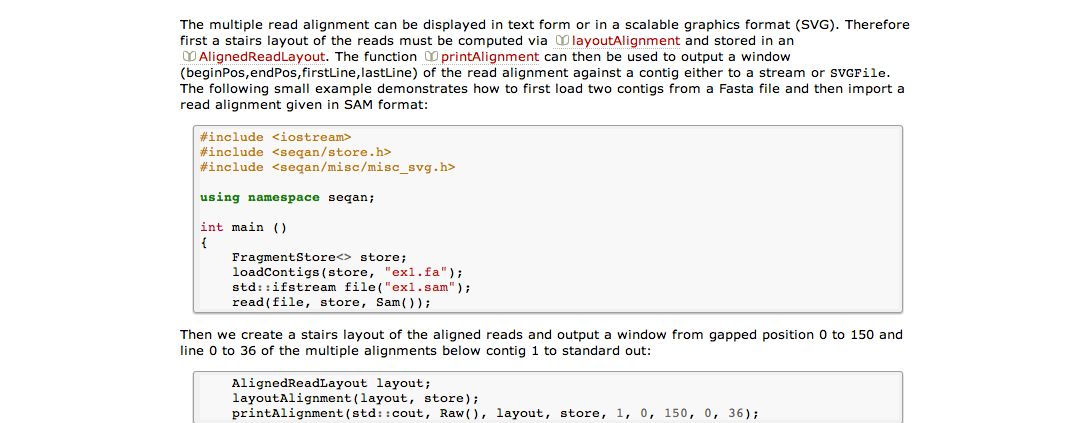 The multiple read alignment can be displayed in text form or in a scalable graphics format (SVG). Therefore
first a stairs layout of the reads must be computed via layoutAlignment and stored in an
AlignedReadLayout. The function printAlignment can then be used to output a window
(beginPos,endPos,firstLine,lastLine) of the read alignment against a contig either to a stream or SVGFile.
The following small example demonstrates how to first load two contigs from a Fasta file and then import a
read alignment given in SAM format:
#include <iostream>
#include <seqan/store.h>
#include <seqan/misc/misc_svg.h>
using namespace seqan;
int main ()
{
FragmentStore<> store;
loadContigs(store, "ex1.fa");
std::ifstream file("ex1.sam");
read(file, store, Sam());
Then we create a stairs layout of the aligned reads and output a window from gapped position 0 to 150 and
line 0 to 36 of the multiple alignments below contig 1 to standard out:
AlignedReadLayout layout;
layoutAlignment(layout, store);
printAlignment(std::cout, Raw(), layout, store, 1, 0, 150, 0, 36);